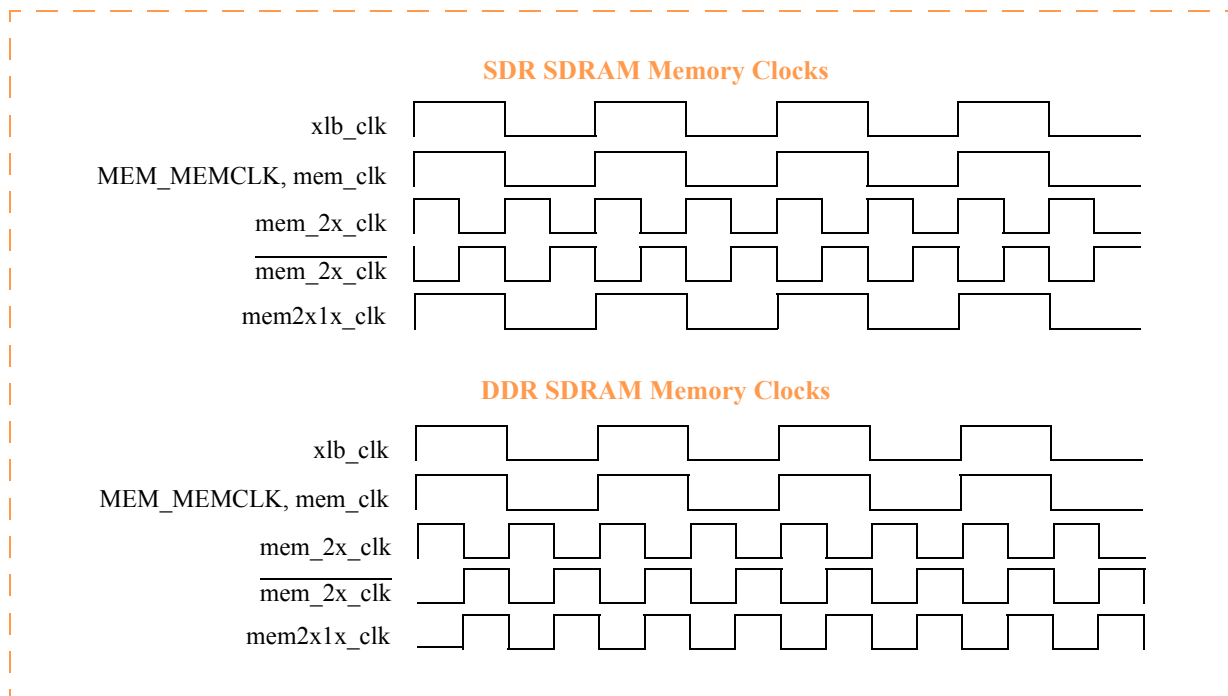 SDR SDRAM Memory Clocks
xlb_clk
MEM_MEMCLK, mem_clk
mem_2x_clk
mem_2x_clk
mem2x1x_clk
DDR SDRAM Memory Clocks
xlb_clk
MEM_MEMCLK, mem_clk
mem_2x_clk
mem_2x_clk
mem2x1x_clk